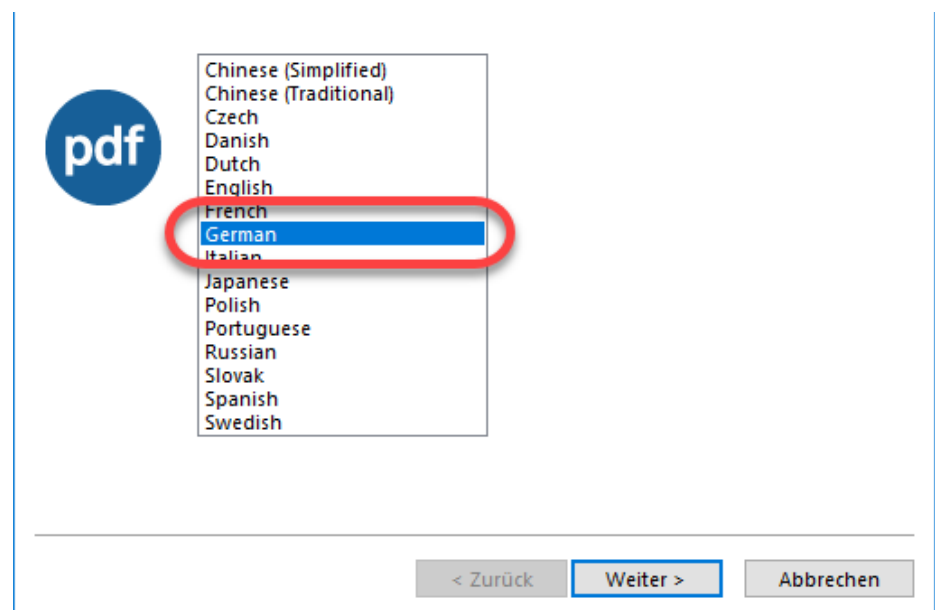 Chinese (Simplified)
Chinese (Traditional)
Czech
Danish
pdf
Dutch
English
French
German
Italian
Japanese
Polish
Portuguese
Russian
Slovak
Spanish
Swedish
< Zurück Weiter > Abbrechen